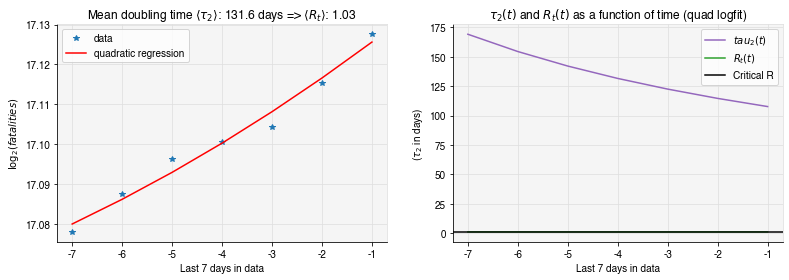 Mean doubling time ⟨τ₂⟩: 131.6 days => ⟨Rₜ⟩: 1.03
data
quadratic regression
log₂(fatalities)
17.13
17.12
17.11
17.10
17.09
17.08
-7 -6 -5 -4 -3 -2 -1
Last 7 days in data
τ₂(t) and Rₜ(t) as a function of time (quad logfit)
tau₂(t)
Rₜ(t)
Critical R
(τ₂ in days)
175
150
125
100
75
50
25
0
-7 -6 -5 -4 -3 -2 -1
Last 7 days in data